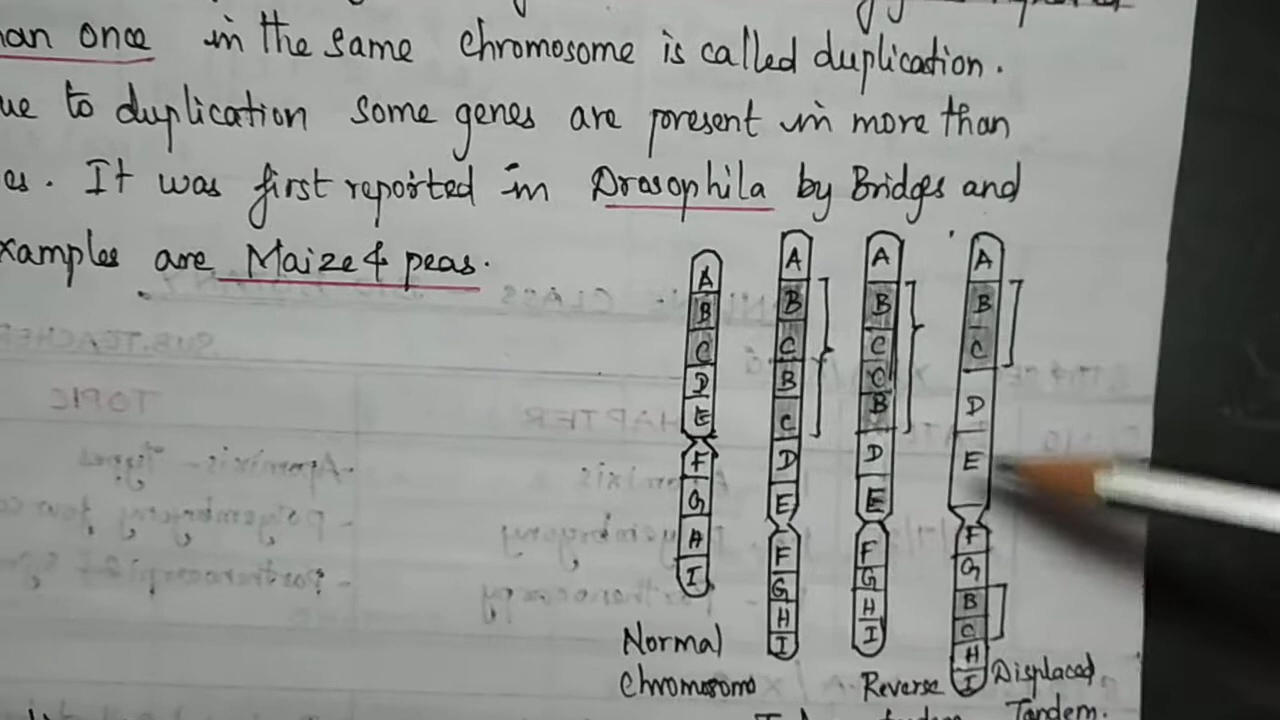 han once in the same chromosome is called duplication.
ue to duplication some genes are present in more than
es. It was first reported in Drosophila by Bridges and
xamples are Maize & peas.
A
B
C
D
E
F
G
H
I
A
B
C
B
C
D
E
F
G
H
I
A
B
C
C
B
D
E
F
G
H
I
A
B
C
D
E
F
G
B
C
H
I
Normal
Chromosome
Reverse
Displaced
Tandem.